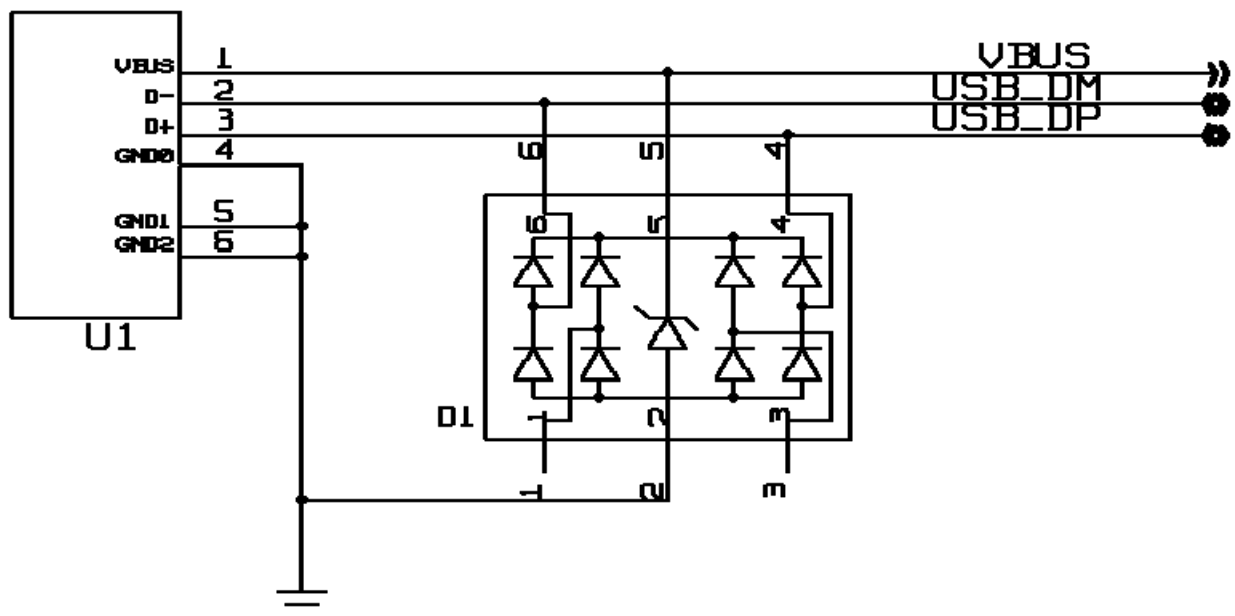 VBUS 1 VBUS
D- 2 USB_DM
D+ 3 USB_DP
GND0 4
6 5 4
GND1 5
GND2 6
6 5 4
U1
D1
1 2 3
1 2 3